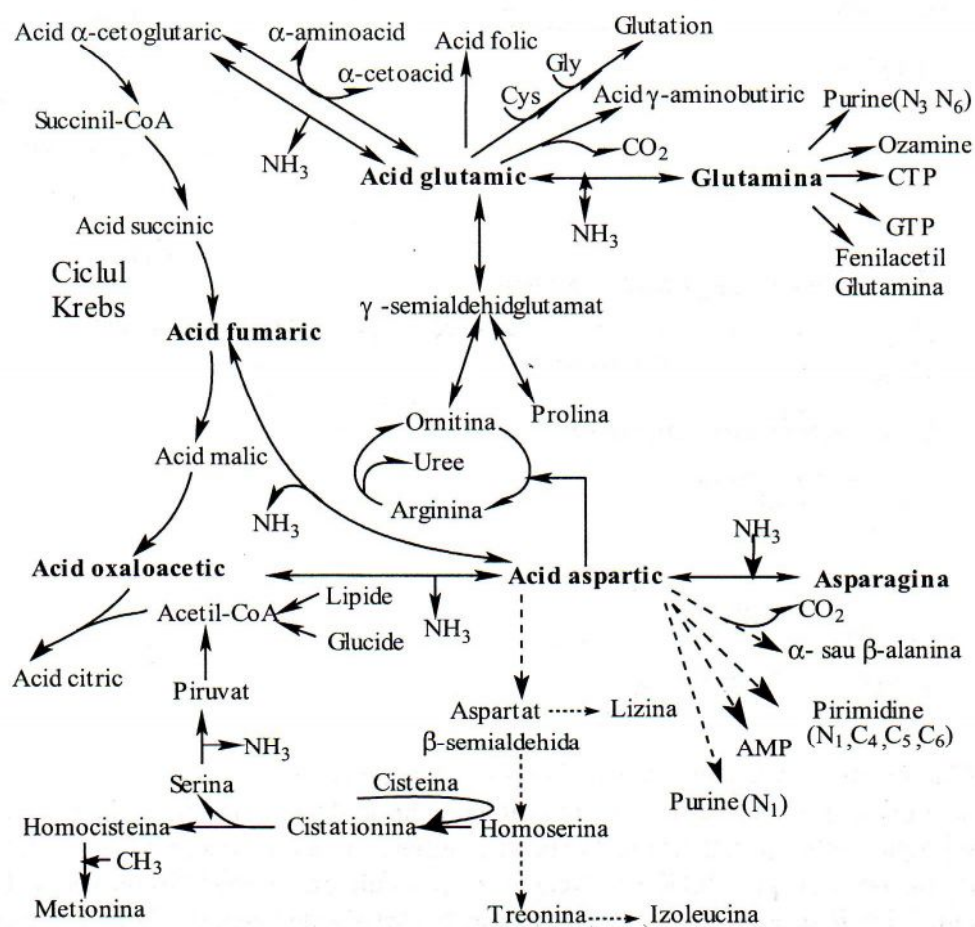 Acid α-cetoglutaric
α-aminoacid
α-cetoacid
NH3
Acid folic
Glutation
Gly
Cys
Acid γ-aminobutiric
CO2
Purine(N3 N6)
Ozamine
CTP
GTP
Fenilacetil
Glutamina
Succinil-CoA
Acid glutamic
Glutamina
NH3
Acid succinic
Ciclul
Krebs
γ -semialdehidglutamat
Acid fumaric
Ornitina
Prolina
Uree
Arginina
Acid malic
NH3
NH3
Acid oxaloacetic
Acid aspartic
Asparagina
Acetil-CoA
Lipide
Glucide
NH3
CO2
α- sau β-alanina
Acid citric
Piruvat
Aspartat
β-semialdehida
Lizina
Pirimidine
(N1,C4,C5,C6)
AMP
Purine(N1)
NH3
Serina
Cisteina
Homocisteina
Cistationina
Homoserina
CH3
Metionina
Treonina
Izoleucina